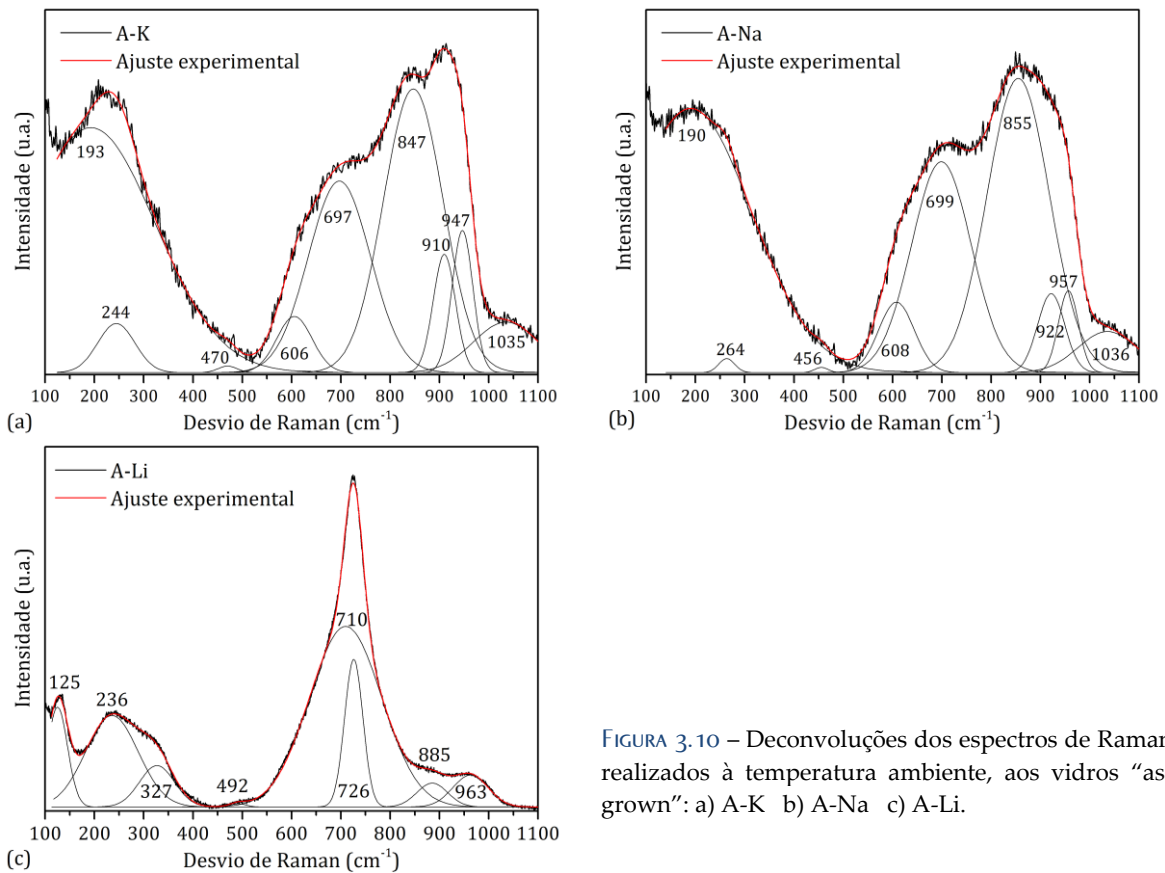 A-K
Ajuste experimental
Intensidade (u.a.)
193
244
470
606
697
847
910
947
1035
100 200 300 400 500 600 700 800 900 1000 1100
Desvio de Raman (cm⁻¹)
(a)
A-Na
Ajuste experimental
Intensidade (u.a.)
190
264
456
608
699
855
922
957
1036
100 200 300 400 500 600 700 800 900 1000 1100
Desvio de Raman (cm⁻¹)
(b)
A-Li
Ajuste experimental
Intensidade (u.a.)
125
236
327
492
710
726
885
963
100 200 300 400 500 600 700 800 900 1000 1100
Desvio de Raman (cm⁻¹)
(c)
FIGURA 3.10 – Deconvoluções dos espectros de Raman
realizados à temperatura ambiente, aos vidros “as-
grown”: a) A-K b) A-Na c) A-Li.